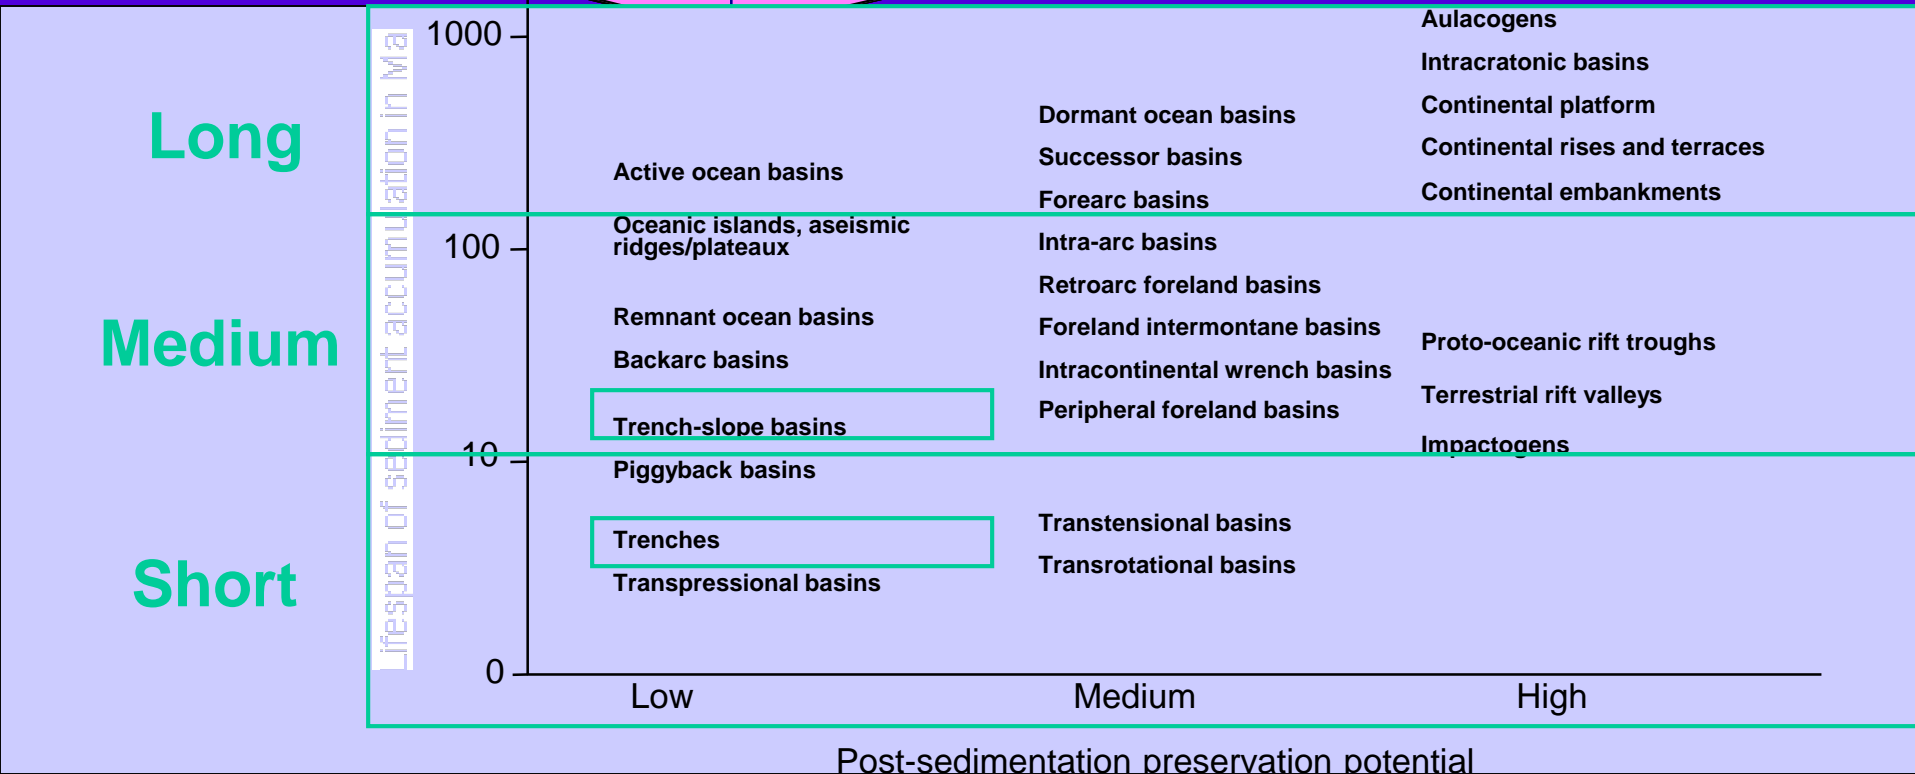 Long
Medium
Short
Lifespan of sediment accumulation in Ma
1000
100
10
0
Active ocean basins
Oceanic islands, aseismic
ridges/plateaux
Remnant ocean basins
Backarc basins
Trench-slope basins
Piggyback basins
Trenches
Transpressional basins
Dormant ocean basins
Successor basins
Forearc basins
Intra-arc basins
Retroarc foreland basins
Foreland intermontane basins
Intracontinental wrench basins
Peripheral foreland basins
Transtensional basins
Transrotational basins
Aulacogens
Intracratonic basins
Continental platform
Continental rises and terraces
Continental embankments
Proto-oceanic rift troughs
Terrestrial rift valleys
Impactogens
Low
Medium
High
Post-sedimentation preservation potential